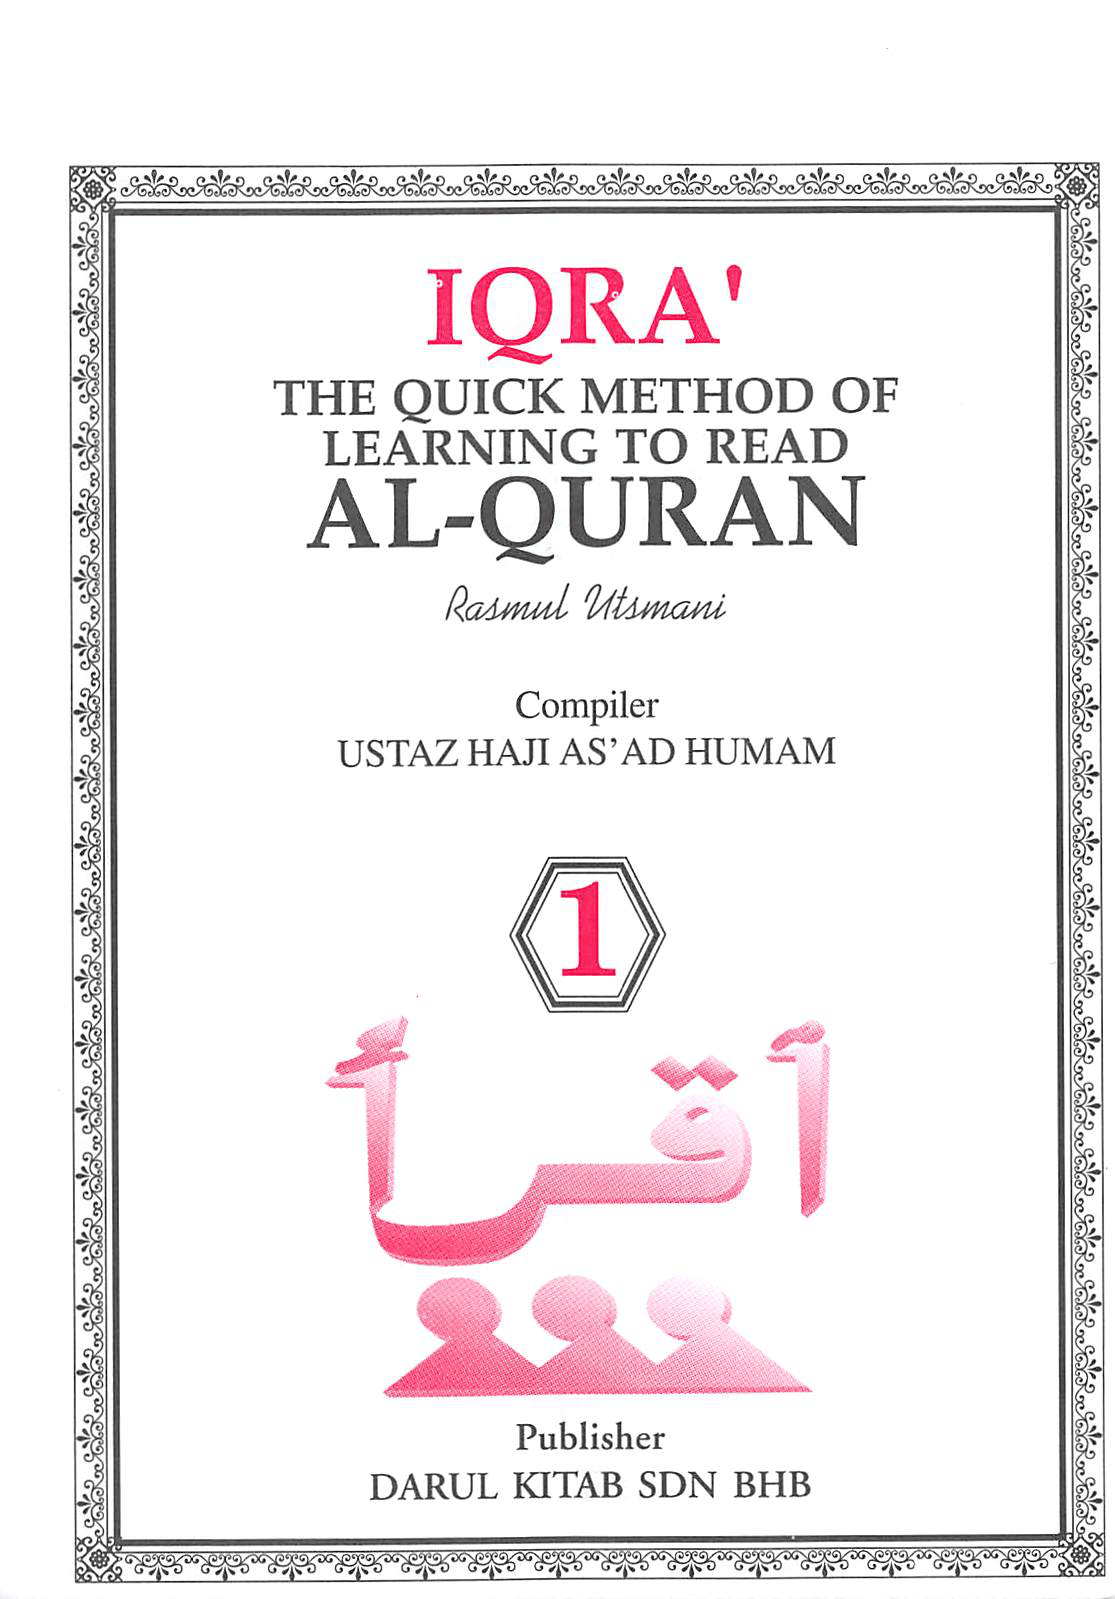 IQRA'
THE QUICK METHOD OF
LEARNING TO READ
AL-QURAN
Rasmul Utsmani
Compiler
USTAZ HAJI AS’AD HUMAM
1
أقرأ
Publisher
DARUL KITAB SDN BHB